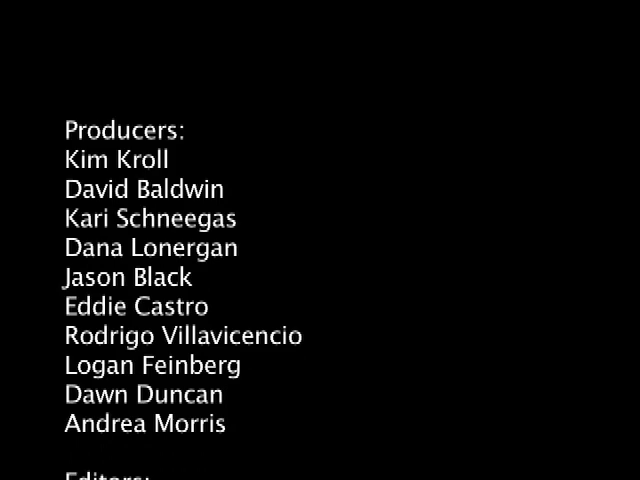 Producers:
Kim Kroll
David Baldwin
Kari Schneegas
Dana Lonergan
Jason Black
Eddie Castro
Rodrigo Villavicencio
Logan Feinberg
Dawn Duncan
Andrea Morris
Editors: